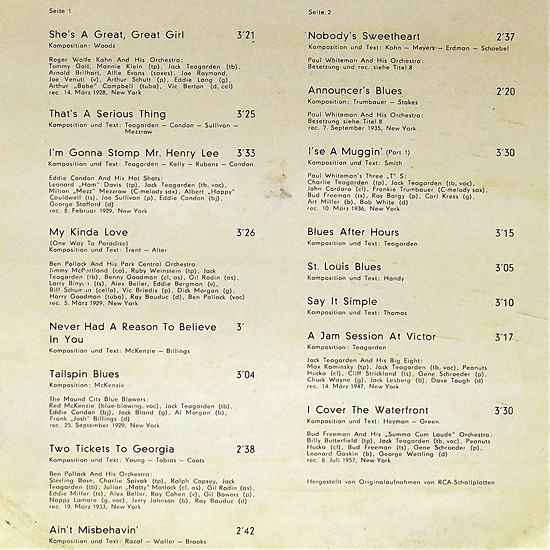 Seite 1
She's A Great, Great Girl 3'21
Komposition: Woods
Roger Wolfe Kahn And His Orchestra:
Tommy Gott, Mannie Klein (tp), Jack Teagarden (tb),
Arnold Brilhart, Alfie Evans (saxes), Joe Raymond,
Joe Venuti (v), Arthur Schutt (p), Eddie Lang (g),
Arthur „Babe" Campbell (tuba), Vic Berton (d, cel)
rec. 14. März 1928, New York
That's A Serious Thing 3'25
Komposition und Text: Teagarden – Condon – Sullivan –
Mezzrow
I'm Gonna Stomp Mr. Henry Lee 3'33
Komposition und Text: Teagarden – Kelly – Rubens – Condon
Eddie Condon And His Hot Shots:
Leonard „Ham" Davis (tp), Jack Teagarden (tb, voc),
Milton „Mezz" Mezzrow (C-melody sax), Albert „Happy"
Cauldwell (ts), Joe Sullivan (p), Eddie Condon (bj),
George Stafford (d)
rec. 8. Februar 1929, New York
My Kinda Love 3'26
(One Way To Paradise)
Komposition und Text: Trent – Alter
Ben Pollack And His Park Central Orchestra:
Jimmy McPartland (co), Ruby Weinstein (tp), Jack
Teagarden (tb), Benny Goodman (cl, as), Gil Rodin (as),
Larry Binyon (ts), Alex Beller, Eddie Bergman (v),
Bill Schuman (cello), Vic Briedis (p), Dick Morgan (g),
Harry Goodman (tuba), Ray Bauduc (d), Ben Pollack (voc)
rec. 5. März 1929, New York
Never Had A Reason To Believe 3'
In You
Komposition und Text: McKenzie – Billings
Tailspin Blues 3'04
Komposition: McKenzie
The Mound City Blue Blowers:
Red McKenzie (blue-blowing, voc), Jack Teagarden (tb),
Eddie Condon (bj), Jack Bland (g), Al Morgan (b),
Frank „Josh" Billings (d)
rec. 25. September 1929, New York
Two Tickets To Georgia 2'38
Komposition und Text: Young – Tobias – Coots
Ben Pollack And His Orchestra:
Sterling Bose, Charlie Spivak (tp), Ralph Copsey, Jack
Teagarden (tb), Julian „Matty" Matlock (cl, as), Gil Rodin (as),
Eddie Miller (ts), Alex Beller, Ray Cohen (v), Gil Bowers (p),
Nappy Lamare (g, voc), Jerry Johnson (b), Ray Bauduc (d)
rec. 19. März 1933, New York
Ain't Misbehavin' 2'42
Komposition und Text: Razaf – Waller – Brooks
Seite 2
Nobody's Sweetheart 2'37
Komposition und Text: Kahn – Meyers – Erdman – Schoebel
Paul Whiteman And His Orchestra:
Besetzung und rec. siehe Titel 8
Announcer's Blues 2'20
Komposition: Trumbauer – Stokes
Paul Whiteman And His Orchestra:
Besetzung siehe Titel 8
rec. 7. September 1935, New York
I'se A Muggin' (Part 1) 3'30
Komposition und Text: Smith
Paul Whiteman's Three „T" S:
Charlie Teagarden (tp), Jack Teagarden (tb, voc),
John Cordaro (cl), Frankie Trumbauer (C-melody sax),
Bud Freeman (ts), Roy Bargy (p), Carl Kress (g),
Art Miller (b), Bob White (d)
rec. 10. März 1936, New York
Blues After Hours 3'15
Komposition: Teagarden
St. Louis Blues 3'05
Komposition und Text: Handy
Say It Simple 3'10
Komposition und Text: Thomas
A Jam Session At Victor 3'17
Komposition: Teagarden
Jack Teagarden And His Big Eight:
Max Kaminsky (tp), Jack Teagarden (tb, voc), Peanuts
Hucko (cl), Cliff Strickland (ts), Gene Schroeder (p),
Chuck Wayne (g), Jack Lesberg (b), Dave Tough (d)
rec. 14. März 1947, New York
I Cover The Waterfront 3'30
Komposition und Text: Heyman – Green
Bud Freeman And His „Summa Cum Laude" Orchestra:
Billy Butterfield (tp), Jack Teagarden (tb, voc), Peanuts
Hucko (cl), Bud Freeman (ts), Gene Schroeder (p),
Leonard Gaskin (b), George Wettling (d)
rec. 8. Juli 1957, New York
Hergestellt von Originalaufnahmen von RCA-Schallplatten